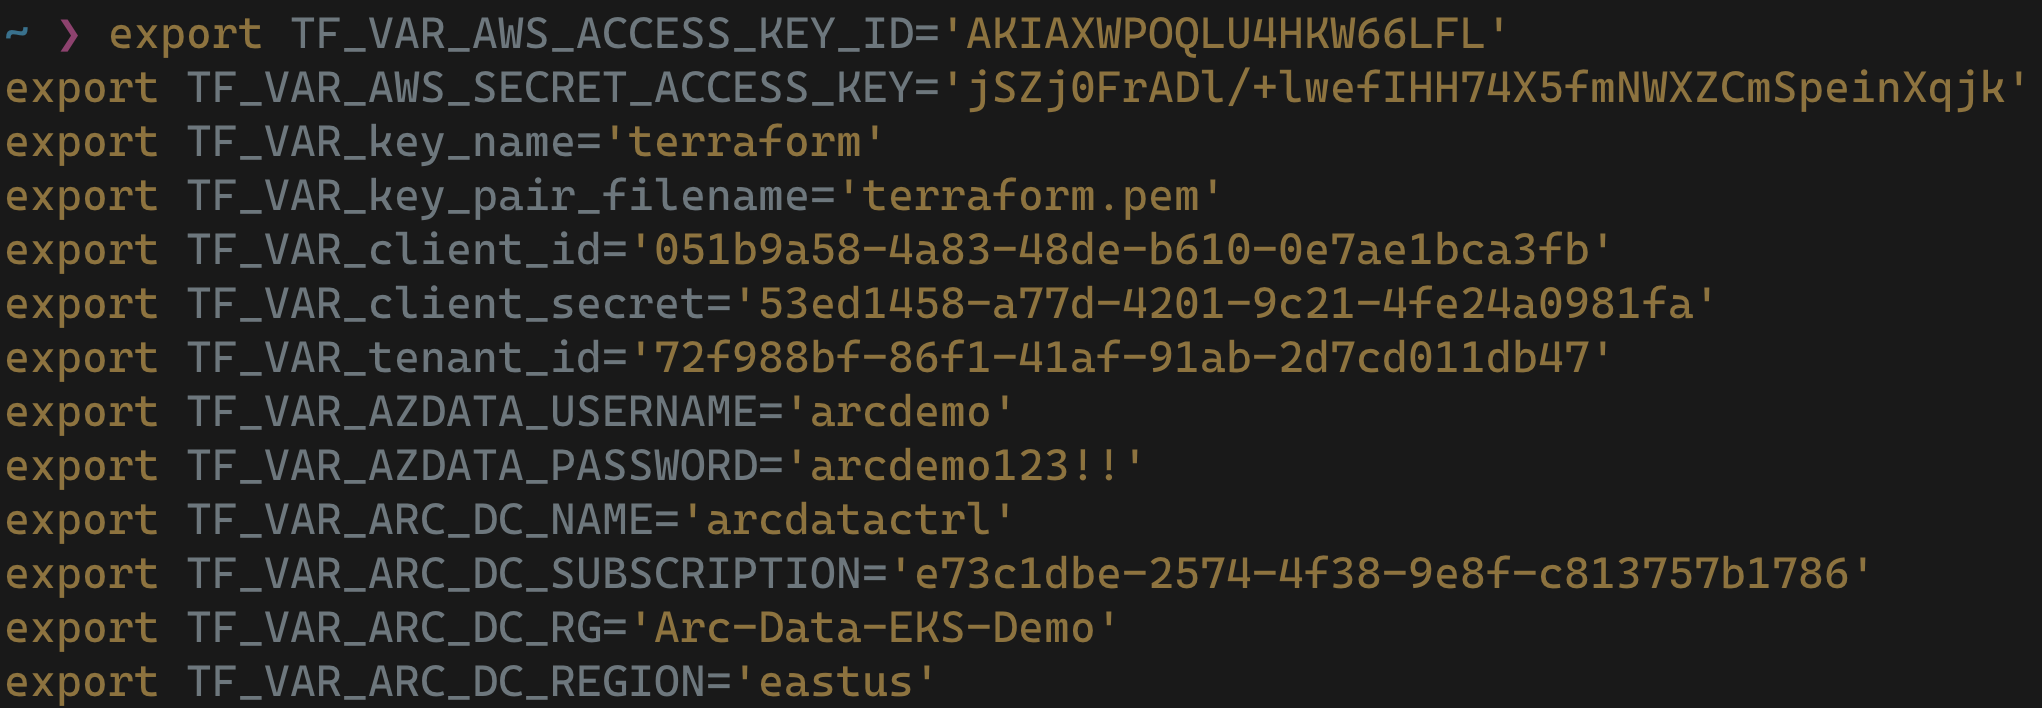 ~ ❯ export TF_VAR_AWS_ACCESS_KEY_ID='AKIAXWPOQLU4HKW66LFL'
export TF_VAR_AWS_SECRET_ACCESS_KEY='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'
export TF_VAR_key_name='terraform'
export TF_VAR_key_pair_filename='terraform.pem'
export TF_VAR_client_id='051b9a58-4a83-48de-b610-0e7ae1bca3fb'
export TF_VAR_client_secret='53ed1458-a77d-4201-9c21-4fe24a0981fa'
export TF_VAR_tenant_id='72f988bf-86f1-41af-91ab-2d7cd011db47'
export TF_VAR_AZDATA_USERNAME='arcdemo'
export TF_VAR_AZDATA_PASSWORD='arcdemo123!!'
export TF_VAR_ARC_DC_NAME='arcdatactrl'
export TF_VAR_ARC_DC_SUBSCRIPTION='e73c1dbe-2574-4f38-9e8f-c813757b1786'
export TF_VAR_ARC_DC_RG='Arc-Data-EKS-Demo'
export TF_VAR_ARC_DC_REGION='eastus'